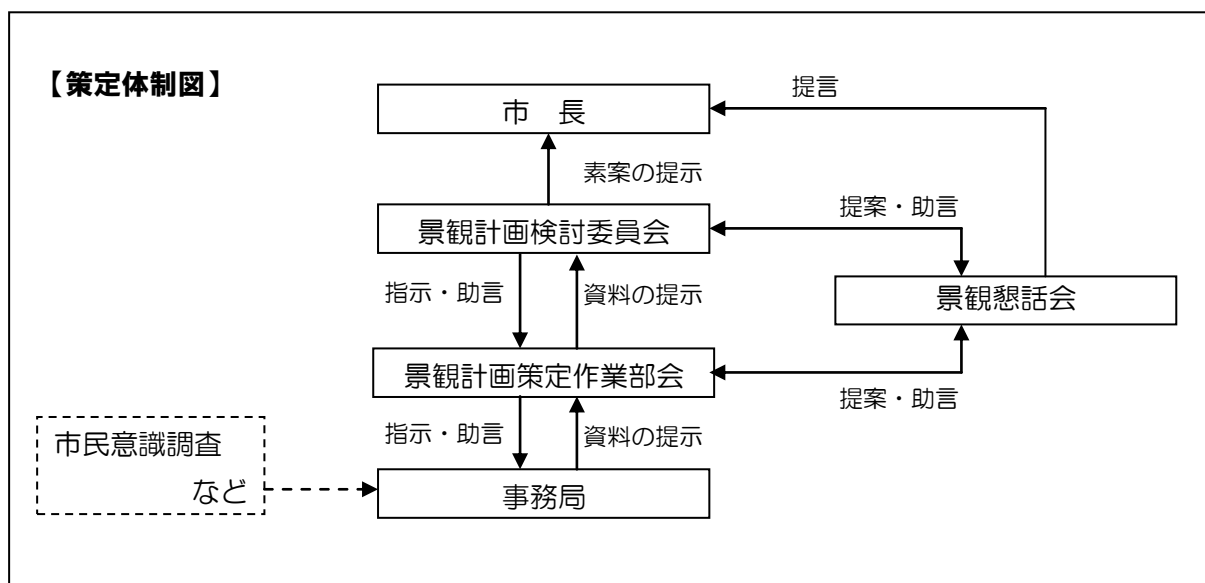 【策定体制図】
提言
市　長
素案の提示
提案・助言
景観計画検討委員会
指示・助言
資料の提示
景観懇話会
景観計画策定作業部会
提案・助言
指示・助言
資料の提示
市民意識調査
など
事務局